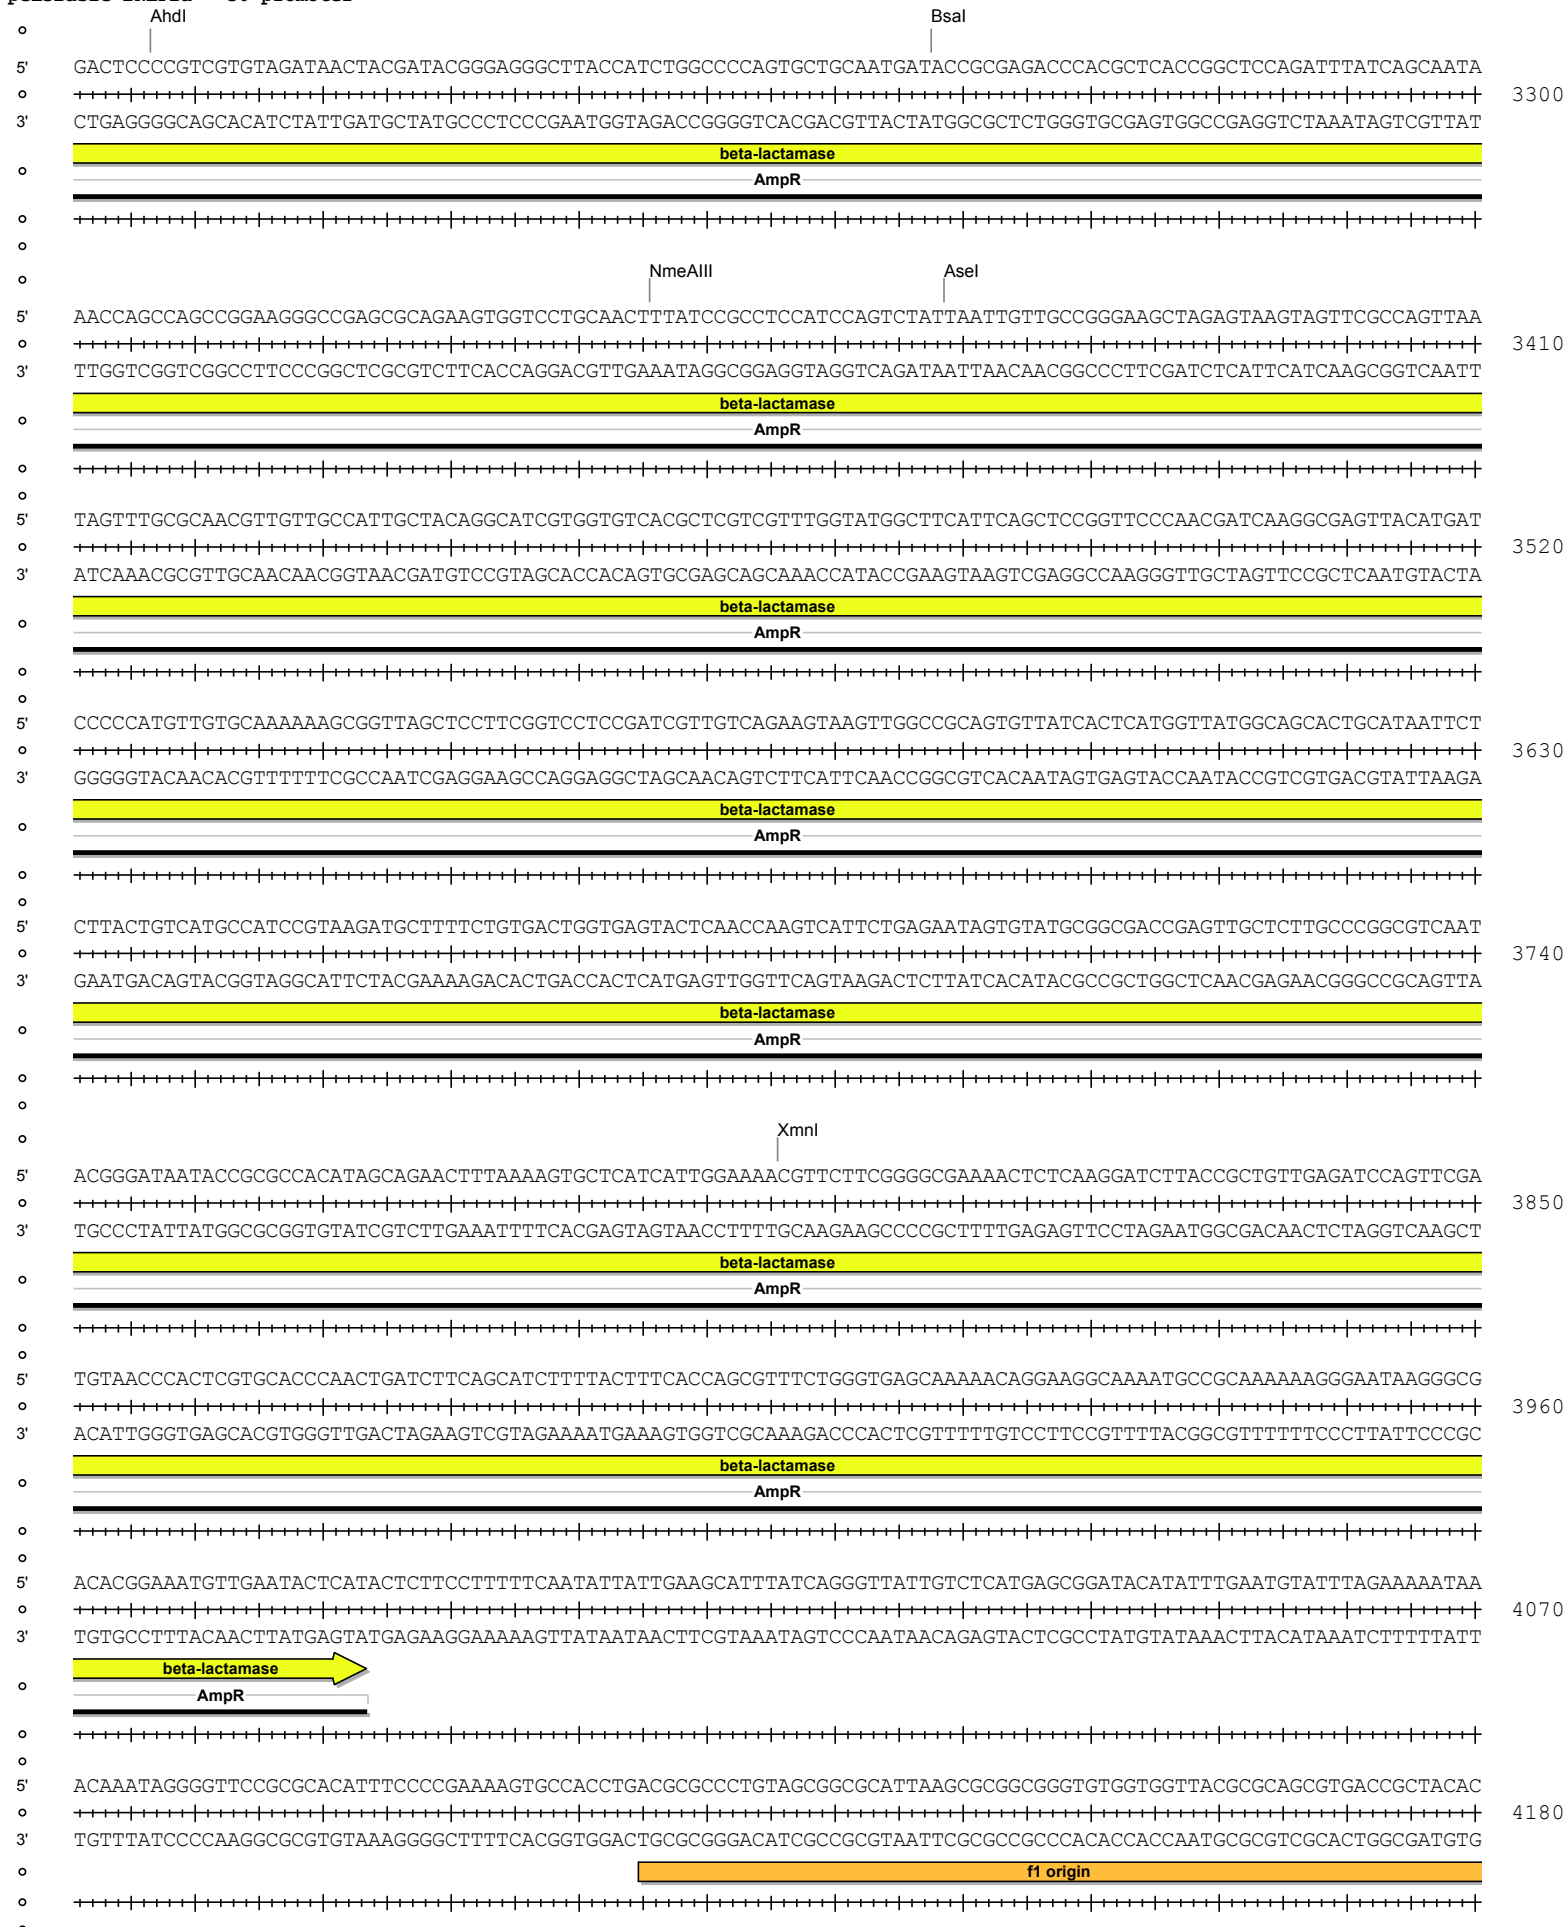 AhdI BsaI
5' GACTCCCCGTCGTGTAGATAACTACGATACGGGAGGGCTTACCATCTGGCCCCAGTGCTGCAATGATACCGCGAGACCCACGCTCACCGGCTCCAGATTTATCAGCAATA
3300
3' CTGAGGGGCAGCACATCTATTGATGCTATGCCCTCCCGAATGGTAGACCGGGGTCACGACGTTACTATGGCGCTCTGGGTGCGAGTGGCCGAGGTCTAAATAGTCGTTAT
beta-lactamase
AmpR
NmeAIII AseI
5' AACCAGCCAGCCGGAAGGGCCGAGCGCAGAAGTGGTCCTGCAACTTTATCCGCCTCCATCCAGTCTATTAATTGTTGCCGGGAAGCTAGAGTAAGTAGTTCGCCAGTTAA
3410
3' TTGGTCGGTCGGCCTTCCCGGCTCGCGTCTTCACCAGGACGTTGAAATAGGCGGAGGTAGGTCAGATAATTAACAACGGCCCTTCGATCTCATTCATCAAGCGGTCAATT
beta-lactamase
AmpR
5' TAGTTTGCGCAACGTTGTTGCCATTGCTACAGGCATCGTGGTGTCACGCTCGTCGTTTGGTATGGCTTCATTCAGCTCCGGTTCCCAACGATCAAGGCGAGTTACATGAT
3520
3' ATCAAACGCGTTGCAACAACGGTAACGATGTCCGTAGCACCACAGTGCGAGCAGCAAACCATACCGAAGTAAGTCGAGGCCAAGGGTTGCTAGTTCCGCTCAATGTACTA
beta-lactamase
AmpR
5' CCCCCATGTTGTGCAAAAAAGCGGTTAGCTCCTTCGGTCCTCCGATCGTTGTCAGAAGTAAGTTGGCCGCAGTGTTATCACTCATGGTTATGGCAGCACTGCATAATTCT
3630
3' GGGGGTACAACACGTTTTTTCGCCAATCGAGGAAGCCAGGAGGCTAGCAACAGTCTTCATTCAACCGGCGTCACAATAGTGAGTACCAATACCGTCGTGACGTATTAAGA
beta-lactamase
AmpR
5' CTTACTGTCATGCCATCCGTAAGATGCTTTTCTGTGACTGGTGAGTACTCAACCAAGTCATTCTGAGAATAGTGTATGCGGCGACCGAGTTGCTCTTGCCCGGCGTCAAT
3740
3' GAATGACAGTACGGTAGGCATTCTACGAAAAGACACTGACCACTCATGAGTTGGTTCAGTAAGACTCTTATCACATACGCCGCTGGCTCAACGAGAACGGGCCGCAGTTA
beta-lactamase
AmpR
XmnI
5' ACGGGATAATACCGCGCCACATAGCAGAACTTTAAAAGTGCTCATCATTGGAAAACGTTCTTCGGGGCGAAAACTCTCAAGGATCTTACCGCTGTTGAGATCCAGTTCGA
3850
3' TGCCCTATTATGGCGCGGTGTATCGTCTTGAAATTTTCACGAGTAGTAACCTTTTGCAAGAAGCCCCGCTTTTGAGAGTTCCTAGAATGGCGACAACTCTAGGTCAAGCT
beta-lactamase
AmpR
5' TGTAACCCACTCGTGCACCCAACTGATCTTCAGCATCTTTTACTTTCACCAGCGTTTCTGGGTGAGCAAAAACAGGAAGGCAAAATGCCGCAAAAAAGGGAATAAGGGCG
3960
3' ACATTGGGTGAGCACGTGGGTTGACTAGAAGTCGTAGAAAATGAAAGTGGTCGCAAAGACCCACTCGTTTTTGTCCTTCCGTTTTACGGCGTTTTTTCCCTTATTCCCGC
beta-lactamase
AmpR
5' ACACGGAAATGTTGAATACTCATACTCTTCCTTTTTCAATATTATTGAAGCATTTATCAGGGTTATTGTCTCATGAGCGGATACATATTTGAATGTATTTAGAAAAATAA
4070
3' TGTGCCTTTACAACTTATGAGTATGAGAAGGAAAAAGTTATAATAACTTCGTAAATAGTCCCAATAACAGAGTACTCGCCTATGTATAAACTTACATAAATCTTTTTATT
beta-lactamase
AmpR
5' ACAAATAGGGGTTCCGCGCACATTTCCCCGAAAAGTGCCACCTGACGCGCCCTGTAGCGGCGCATTAAGCGCGGCGGGTGTGGTGGTTACGCGCAGCGTGACCGCTACAC
4180
3' TGTTTATCCCCAAGGCGCGTGTAAAGGGGCTTTTCACGGTGGACTGCGCGGGACATCGCCGCGTAATTCGCGCCGCCCACACCACCAATGCGCGTCGCACTGGCGATGTG
f1 origin